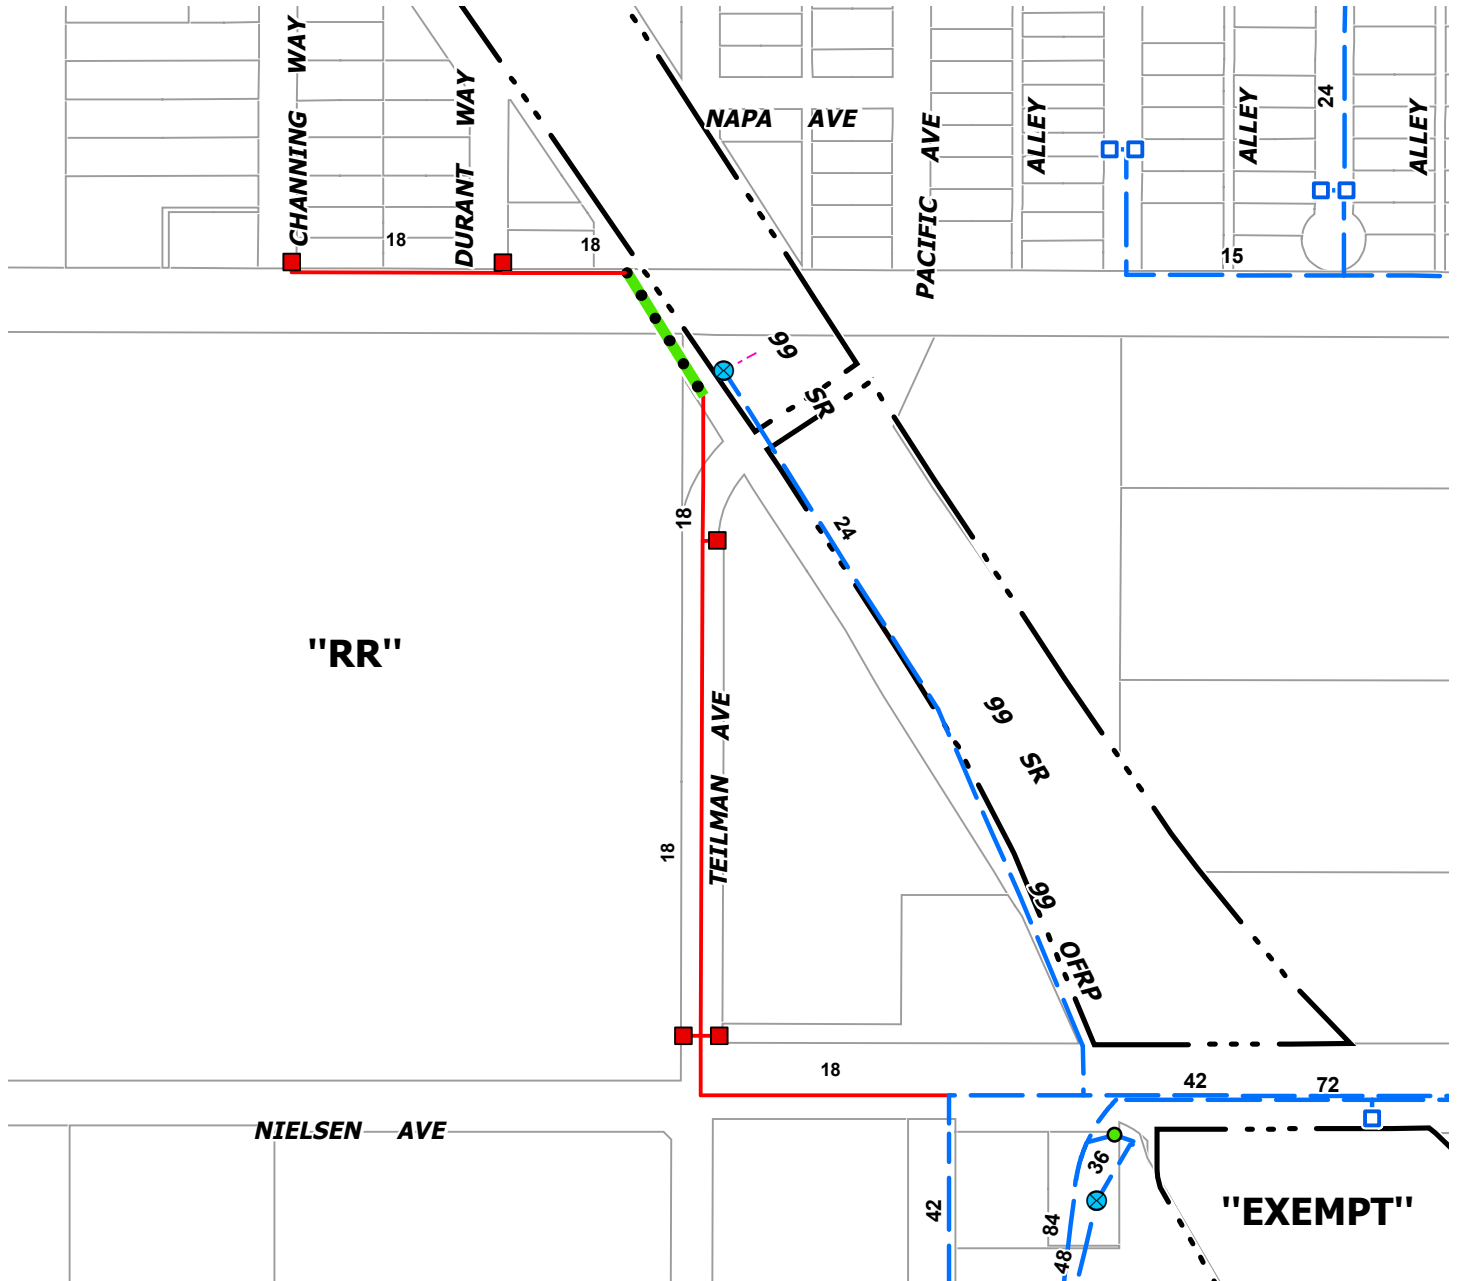 CHANNING WAY
DURANT WAY
NAPA AVE
PACIFIC AVE
ALLEY
ALLEY
24
ALLEY
18
18
15
99
SR
18
24
"RR"
99
SR
TEILMAN AVE
18
99
OFRP
18
42
72
NIELSEN AVE
36
42
84
48
"EXEMPT"